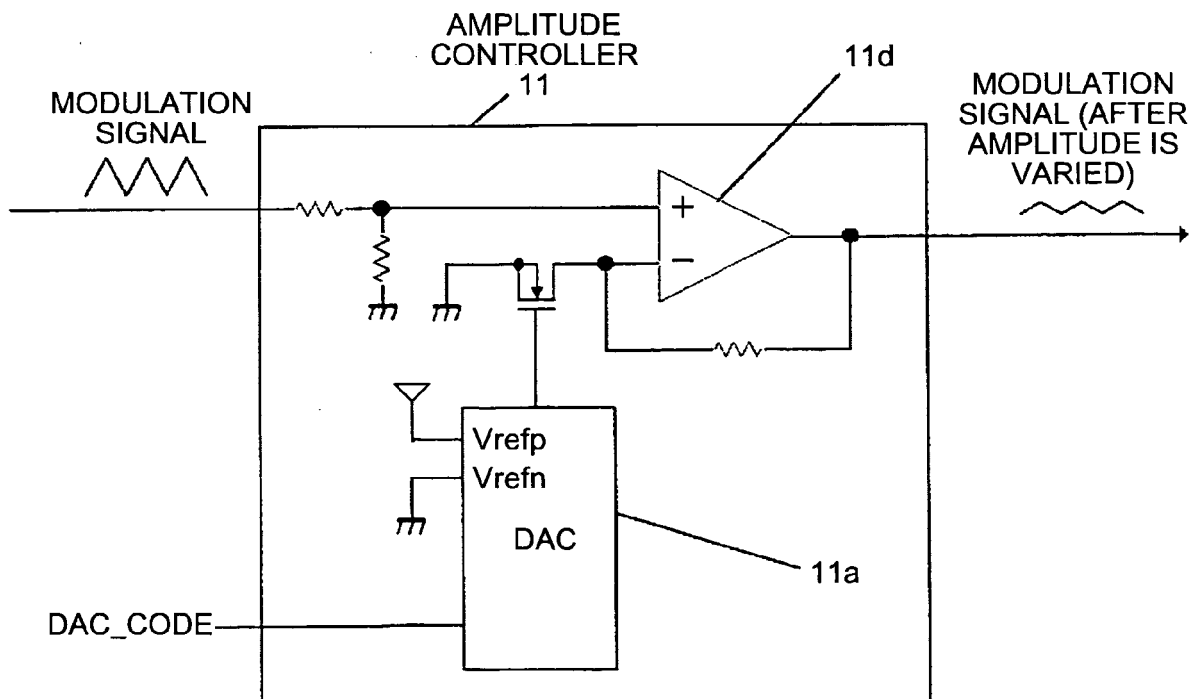 AMPLITUDE
CONTROLLER
11
11d
MODULATION
SIGNAL
MODULATION
SIGNAL (AFTER
AMPLITUDE IS
VARIED)
+
−
Vrefp
Vrefn
DAC
11a
DAC_CODE